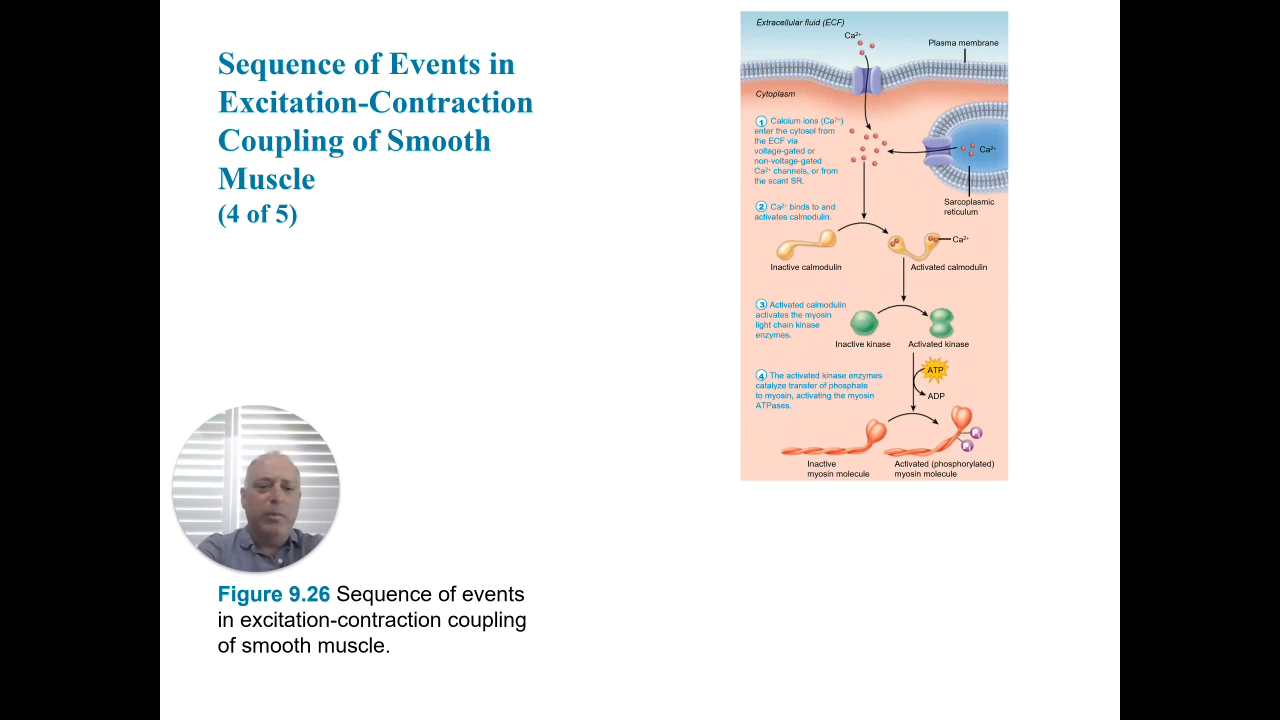 Sequence of Events in
Excitation-Contraction
Coupling of Smooth
Muscle
(4 of 5)
Extracellular fluid (ECF)
Ca²⁺
Plasma membrane
Cytoplasm
1 Calcium ions (Ca²⁺)
enter the cytosol from
the ECF via
voltage-gated or
non-voltage-gated
Ca²⁺ channels, or from
the scant SR.
Ca²⁺
Sarcoplasmic
reticulum
2 Ca²⁺ binds to and
activates calmodulin.
Ca²⁺
Inactive calmodulin
Activated calmodulin
3 Activated calmodulin
activates the myosin
light chain kinase
enzymes.
Inactive kinase
Activated kinase
4 The activated kinase enzymes
catalyze transfer of phosphate
to myosin, activating the myosin
ATPases.
ATP
ADP
Pi
Pi
Inactive
myosin molecule
Activated (phosphorylated)
myosin molecule
Figure 9.26 Sequence of events
in excitation-contraction coupling
of smooth muscle.